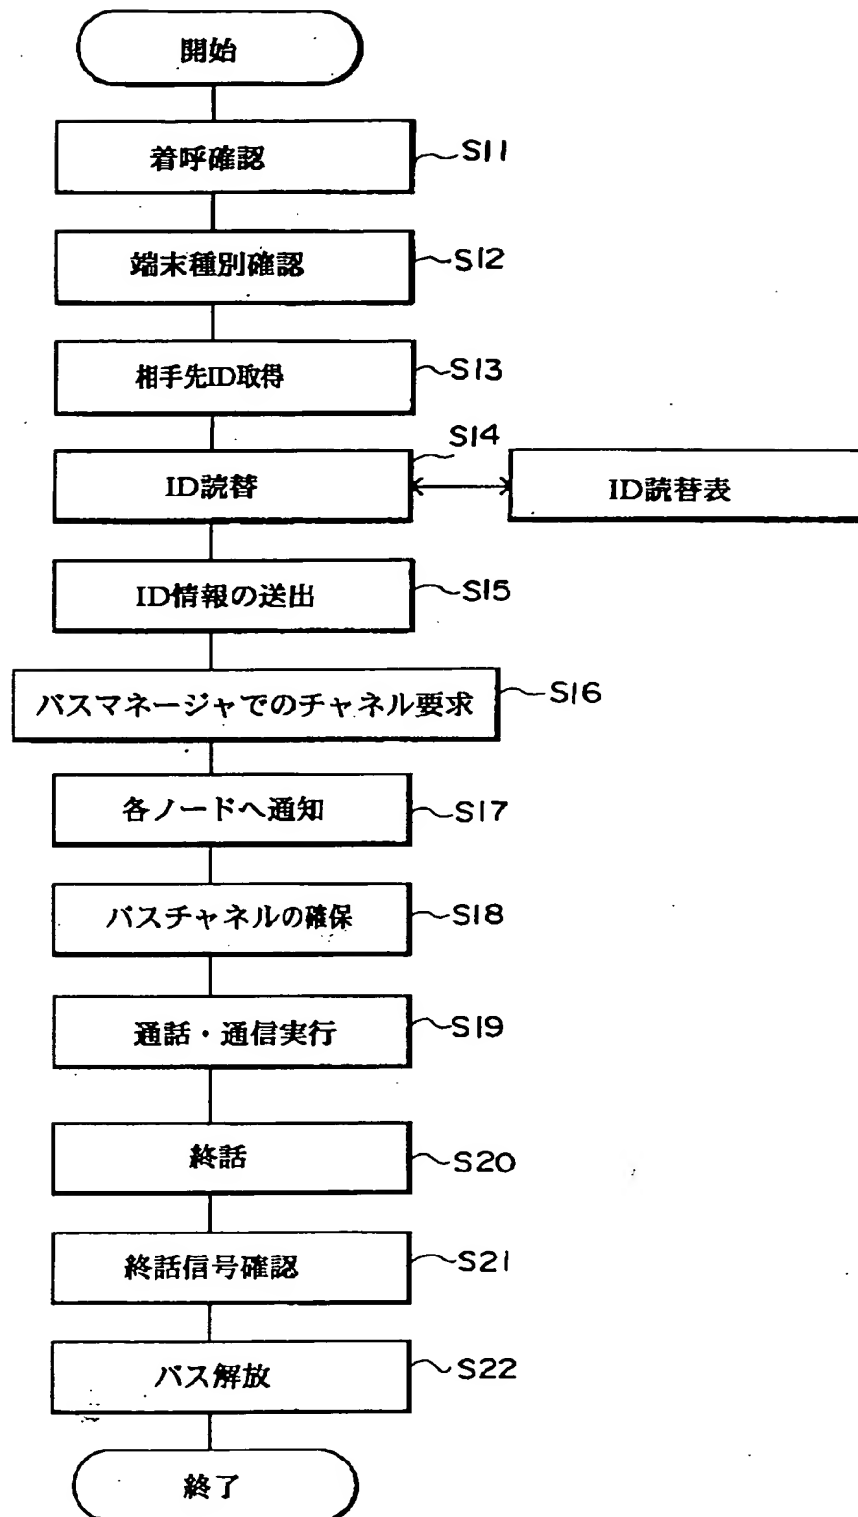 開始
着呼確認 S11
端末種別確認 S12
相手先ID取得 S13
S14
ID読替
ID読替表
ID情報の送出 S15
バスマネージャでのチャネル要求 S16
各ノードへ通知 S17
バスチャネルの確保 S18
通話・通信実行 S19
終話 S20
終話信号確認 S21
バス解放 S22
終了